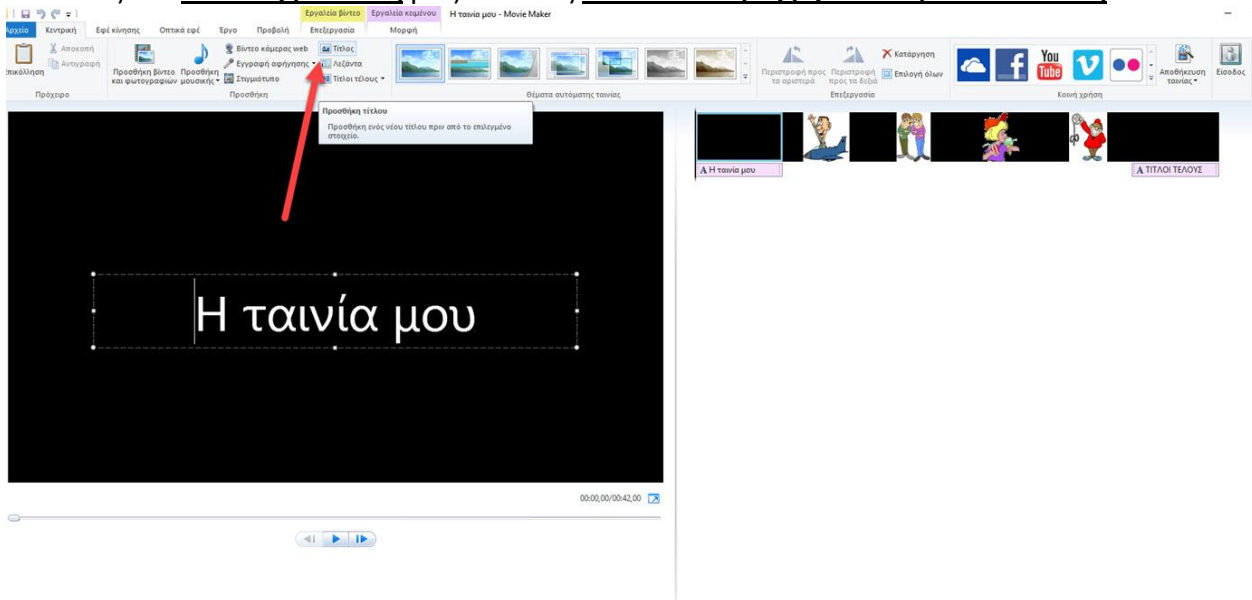 Εργαλεία βίντεο Εργαλεία κειμένου Η ταινία μου - Movie Maker
Αρχείο Κεντρική Εφέ κίνησης Οπτικά εφέ Έργο Προβολή Επεξεργασία Μορφή
Αποκοπή
Αντιγραφή
Προσθήκη βίντεο
και φωτογραφιών
Προσθήκη
μουσικής
Βίντεο κάμερας web
Εγγραφή αφήγησης
Στιγμιότυπο
Τίτλος
Λεζάντα
Τίτλοι τέλους
Περιστροφή προς
τα αριστερά
Περιστροφή
προς τα δεξιά
Κατάργηση
Επιλογή όλων
You
Tube
Αποθήκευση
ταινίας
Είσοδος
Πρόχειρο Προσθήκη Θέματα αυτόματης ταινίας Επεξεργασία Κοινή χρήση
Προσθήκη τίτλου
Προσθήκη ενός νέου τίτλου πριν από το επιλεγμένο
στοιχείο.
A Η ταινία μου
A ΤΙΤΛΟΙ ΤΕΛΟΥΣ
Η ταινία μου
00:00,00/00:42,00